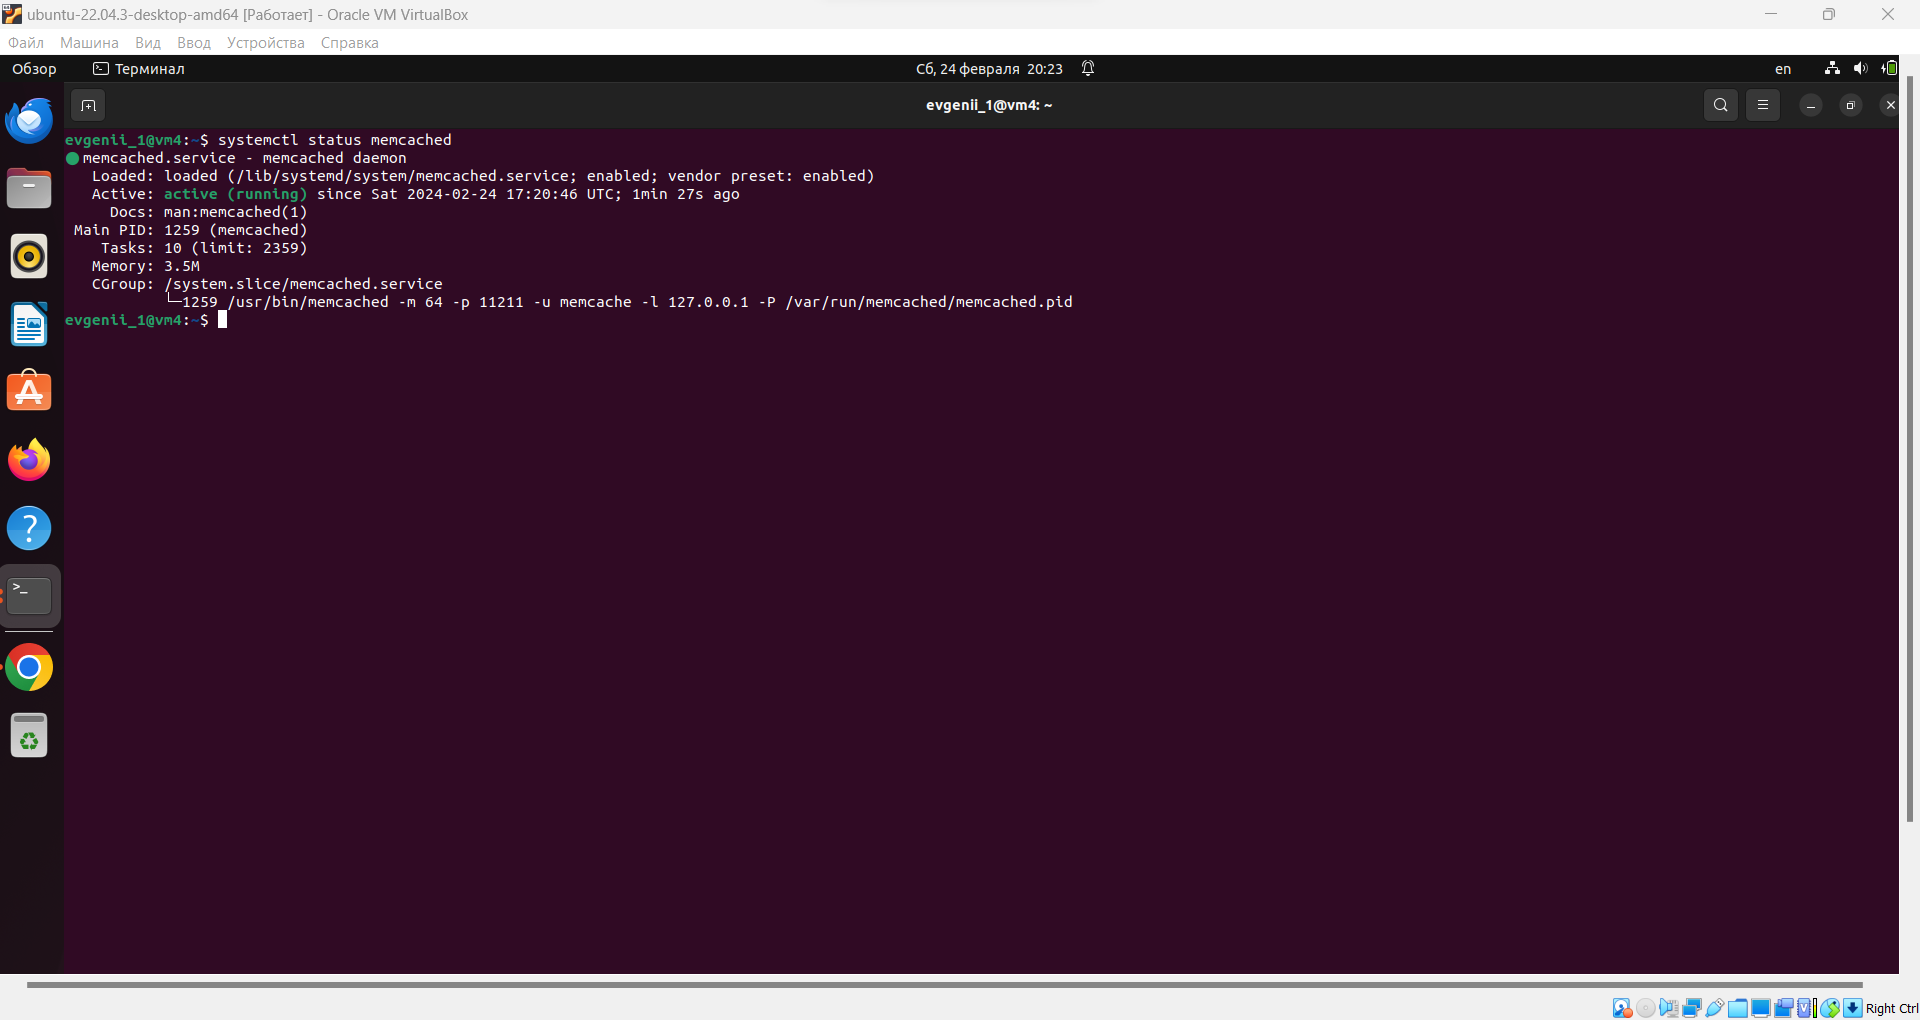 ubuntu-22.04.3-desktop-amd64 [Работает] - Oracle VM VirtualBox
Файл Машина Вид Ввод Устройства Справка
Обзор Терминал Сб, 24 февраля 20:23 en
evgenii_1@vm4: ~
evgenii_1@vm4:~$ systemctl status memcached
● memcached.service - memcached daemon
Loaded: loaded (/lib/systemd/system/memcached.service; enabled; vendor preset: enabled)
Active: active (running) since Sat 2024-02-24 17:20:46 UTC; 1min 27s ago
Docs: man:memcached(1)
Main PID: 1259 (memcached)
Tasks: 10 (limit: 2359)
Memory: 3.5M
CGroup: /system.slice/memcached.service
└─1259 /usr/bin/memcached -m 64 -p 11211 -u memcache -l 127.0.0.1 -P /var/run/memcached/memcached.pid
evgenii_1@vm4:~$
Right Ctrl